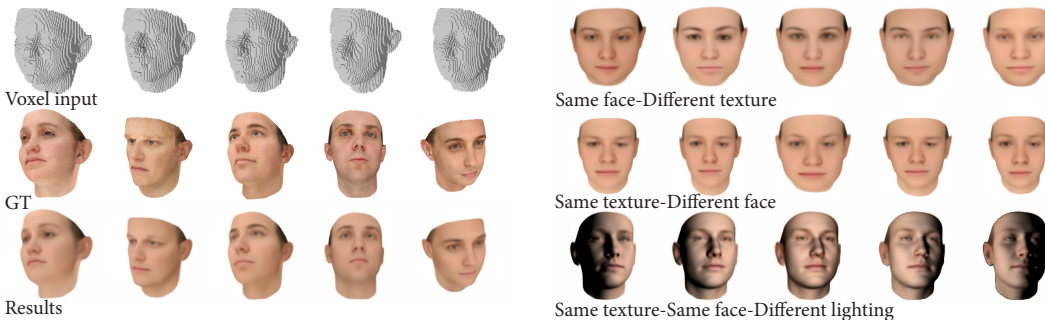 Voxel input
GT
Results
Same face-Different texture
Same texture-Different face
Same texture-Same face-Different lighting